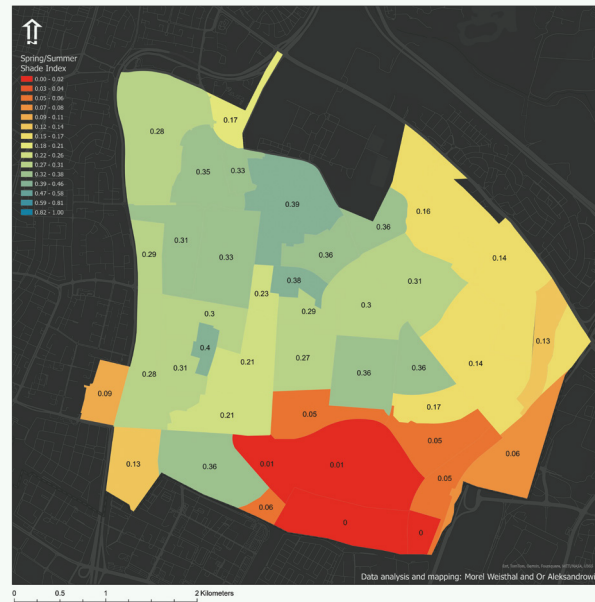 Spring/Summer
Shade Index
0.00 - 0.02
0.03 - 0.04
0.05 - 0.06
0.07 - 0.08
0.09 - 0.11
0.12 - 0.14
0.15 - 0.17
0.18 - 0.21
0.22 - 0.26
0.27 - 0.31
0.32 - 0.38
0.39 - 0.46
0.47 - 0.58
0.59 - 0.81
0.82 - 1.00
0.28
0.17
0.35
0.33
0.39
0.36
0.16
0.31
0.29
0.33
0.36
0.14
0.38
0.31
0.23
0.3
0.29
0.3
0.13
0.4
0.21
0.27
0.14
0.28
0.31
0.36
0.36
0.09
0.21
0.05
0.17
0.05
0.13
0.36
0.01
0.01
0.05
0.06
0.06
0
0
Data analysis and mapping: Morel Weisthal and Or Aleksandrowi
0
0.5
1
2 Kilometers